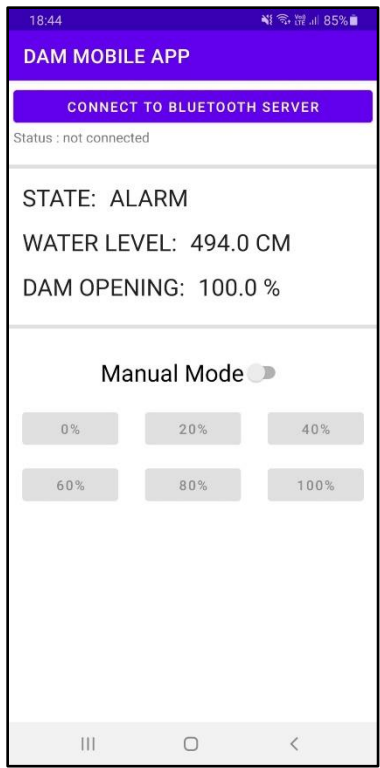 18:44 85%
DAM MOBILE APP
CONNECT TO BLUETOOTH SERVER
Status : not connected
STATE: ALARM
WATER LEVEL: 494.0 CM
DAM OPENING: 100.0 %
Manual Mode
0% 20% 40%
60% 80% 100%